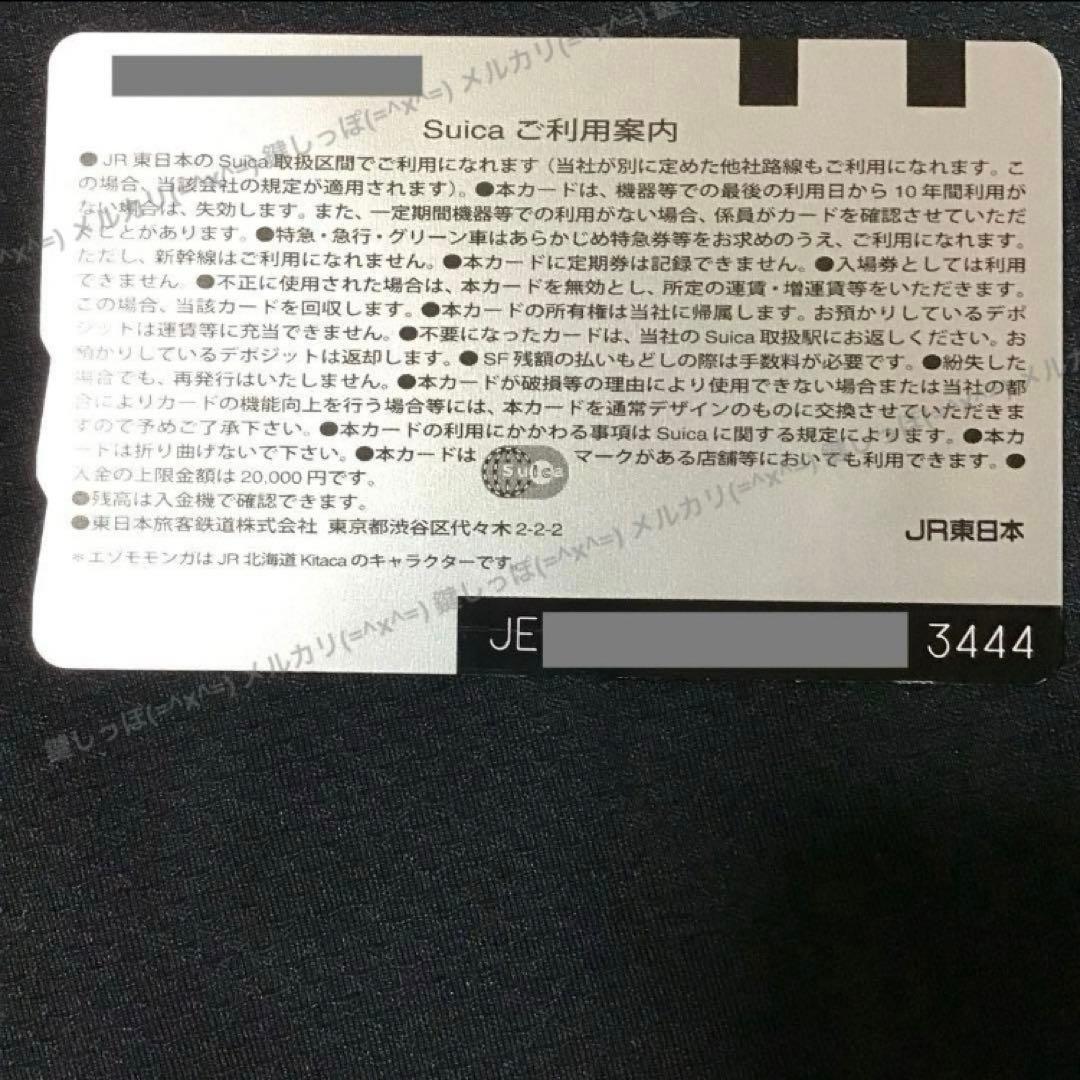 Suica ご利用案内
●JR東日本のSuica取扱区間でご利用になれます（当社が別に定めた他社路線もご利用になれます。こ
の場合、当該会社の規定が適用されます）。●本カードは、機器等での最後の利用日から10年間利用が
ない場合は、失効します。また、一定期間機器等での利用がない場合、係員がカードを確認させていただ
くことがあります。●特急・急行・グリーン車はあらかじめ特急券等をお求めのうえ、ご利用になれます。
ただし、新幹線はご利用になれません。●本カードに定期券は記録できません。●入場券としては利用
できません。●不正に使用された場合は、本カードを無効とし、所定の運賃・増運賃等をいただきます。
この場合、当該カードを回収します。●本カードの所有権は当社に帰属します。お預かりしているデポ
ジットは運賃等に充当できません。●不要になったカードは、当社のSuica取扱駅にお返しください。お
預かりしているデポジットは返却します。●SF残額の払いもどしの際は手数料が必要です。●紛失した
場合でも、再発行はいたしません。●本カードが破損等の理由により使用できない場合または当社の都
合によりカードの機能向上を行う場合等には、本カードを通常デザインのものに交換させていただきま
すので予めご了承下さい。●本カードの利用にかかわる事項はSuicaに関する規定によります。●本カ
ードは折り曲げないで下さい。●本カードは Suica マークがある店舗等においても利用できます。●
入金の上限金額は20,000円です。
●残高は入金機で確認できます。
●東日本旅客鉄道株式会社 東京都渋谷区代々木2-2-2
JR東日本
＊エゾモモンガはJR北海道Kitacaのキャラクターです
JE 3444
鍵しっぽ(=^x^=) メルカリ(=^x^=) 鍵しっぽ(=^x^=) メルカリ(=^x^=)